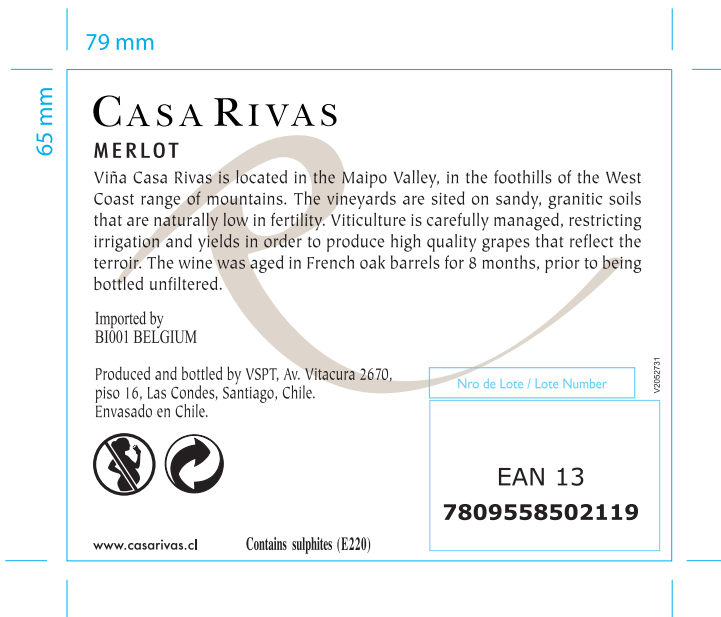 79 mm
65 mm
CASA RIVAS
MERLOT
Viña Casa Rivas is located in the Maipo Valley, in the foothills of the West
Coast range of mountains. The vineyards are sited on sandy, granitic soils
that are naturally low in fertility. Viticulture is carefully managed, restricting
irrigation and yields in order to produce high quality grapes that reflect the
terroir. The wine was aged in French oak barrels for 8 months, prior to being
bottled unfiltered.
Imported by
BI001 BELGIUM
Produced and bottled by VSPT, Av. Vitacura 2670,
piso 16, Las Condes, Santiago, Chile.
Envasado en Chile.
Nro de Lote / Lote Number
V2052731
EAN 13
7809558502119
www.casarivas.cl
Contains sulphites (E220)